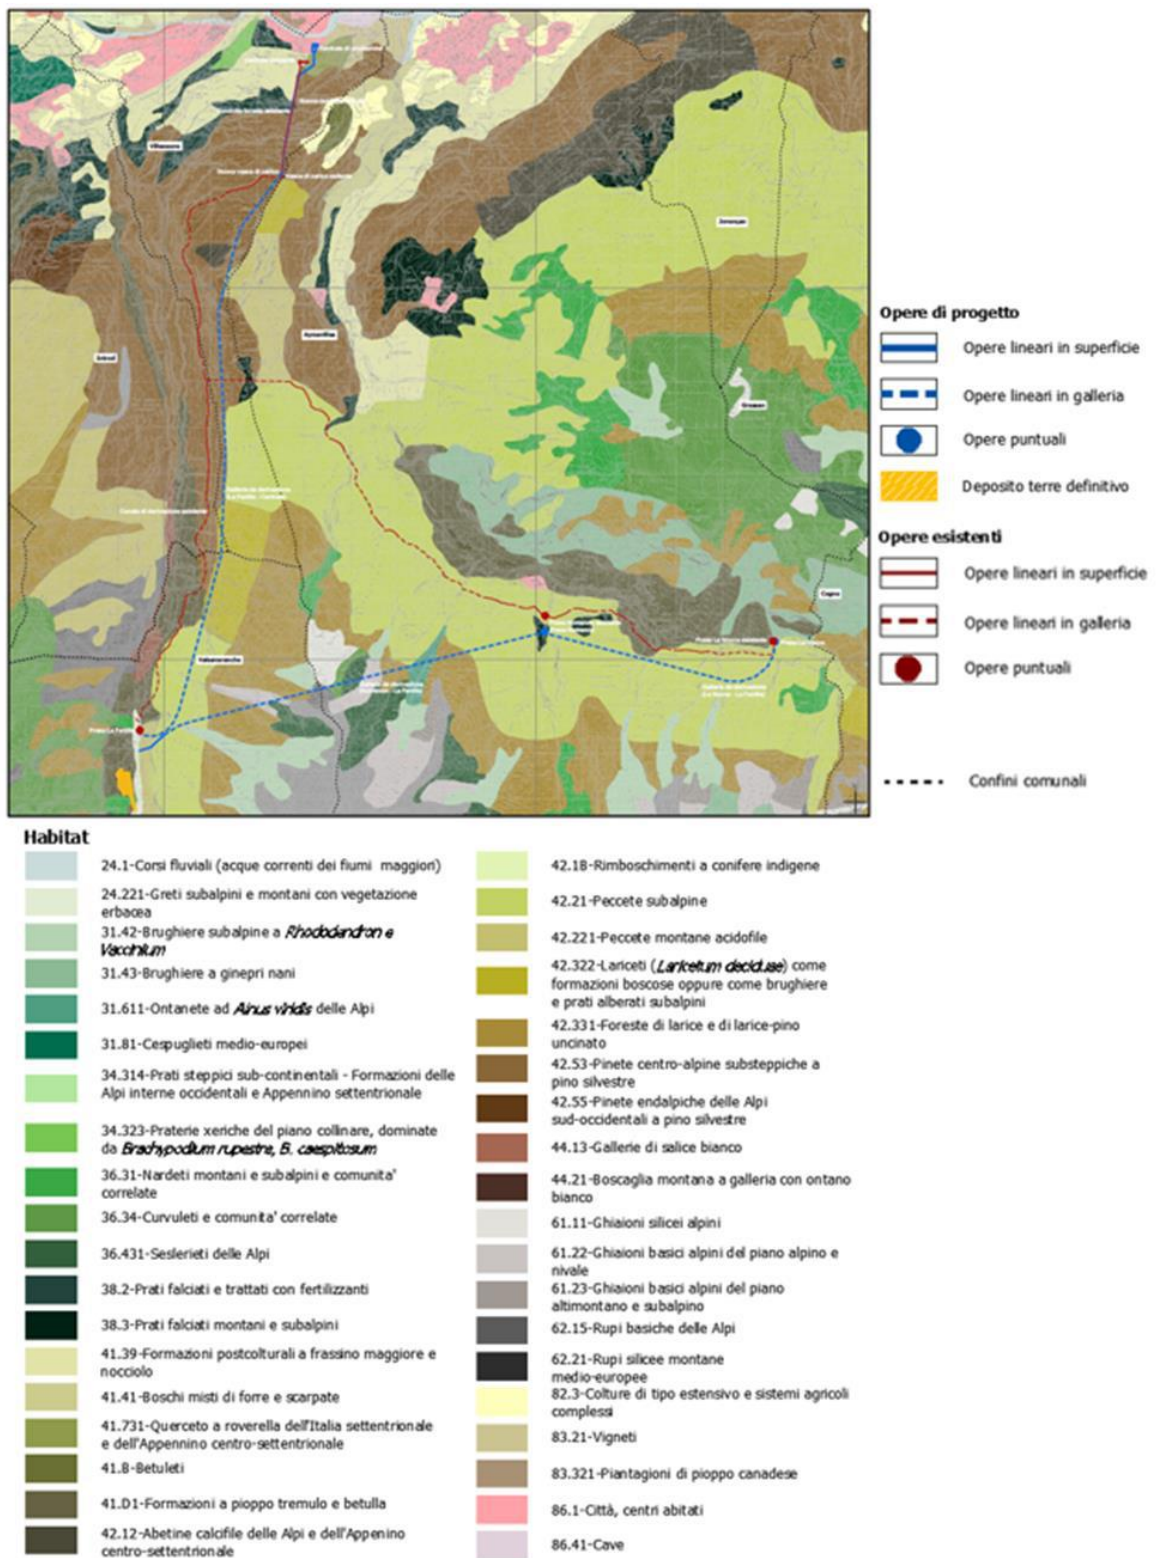 Villeneuve
Introd
Aymavilles
Jovencan
Gressan
Cogne
Valsavarenche
Opere di progetto
Opere lineari in superficie
Opere lineari in galleria
Opere puntuali
Deposito terre definitivo
Opere esistenti
Opere lineari in superficie
Opere lineari in galleria
Opere puntuali
Confini comunali
Habitat
24.1-Corsi fluviali (acque correnti dei fiumi maggiori)
24.221-Greti subalpini e montani con vegetazione
erbacea
31.42-Brughiere subalpine a Rhododendron e
Vaccinium
31.43-Brughiere a ginepri nani
31.611-Ontanete ad Alnus viridis delle Alpi
31.81-Cespuglieti medio-europei
34.314-Prati steppici sub-continentali - Formazioni delle
Alpi interne occidentali e Appennino settentrionale
34.323-Praterie xeriche del piano collinare, dominate
da Brachypodium rupestre, B. caespitosum
36.31-Nardeti montani e subalpini e comunita'
correlate
36.34-Curvuleti e comunita' correlate
36.431-Seslerieti delle Alpi
38.2-Prati falciati e trattati con fertilizzanti
38.3-Prati falciati montani e subalpini
41.39-Formazioni postcolturali a frassino maggiore e
nocciolo
41.41-Boschi misti di forre e scarpate
41.731-Querceto a roverella dell'Italia settentrionale
e dell'Appennino centro-settentrionale
41.B-Betuleti
41.D1-Formazioni a pioppo tremulo e betulla
42.12-Abetine calcifile delle Alpi e dell'Appenino
centro-settentrionale
42.1B-Rimboschimenti a conifere indigene
42.21-Peccete subalpine
42.221-Peccete montane acidofile
42.322-Lariceti (Laricetum deciduae) come
formazioni boscose oppure come brughiere
e prati alberati subalpini
42.331-Foreste di larice e di larice-pino
uncinato
42.53-Pinete centro-alpine substeppiche a
pino silvestre
42.55-Pinete endalpiche delle Alpi
sud-occidentali a pino silvestre
44.13-Gallerie di salice bianco
44.21-Boscaglia montana a galleria con ontano
bianco
61.11-Ghiaioni silicei alpini
61.22-Ghiaioni basici alpini del piano alpino e
nivale
61.23-Ghiaioni basici alpini del piano
altimontano e subalpino
62.15-Rupi basiche delle Alpi
62.21-Rupi silicee montane
medio-europee
82.3-Colture di tipo estensivo e sistemi agricoli
complessi
83.21-Vigneti
83.321-Piantagioni di pioppo canadese
86.1-Città, centri abitati
86.41-Cave